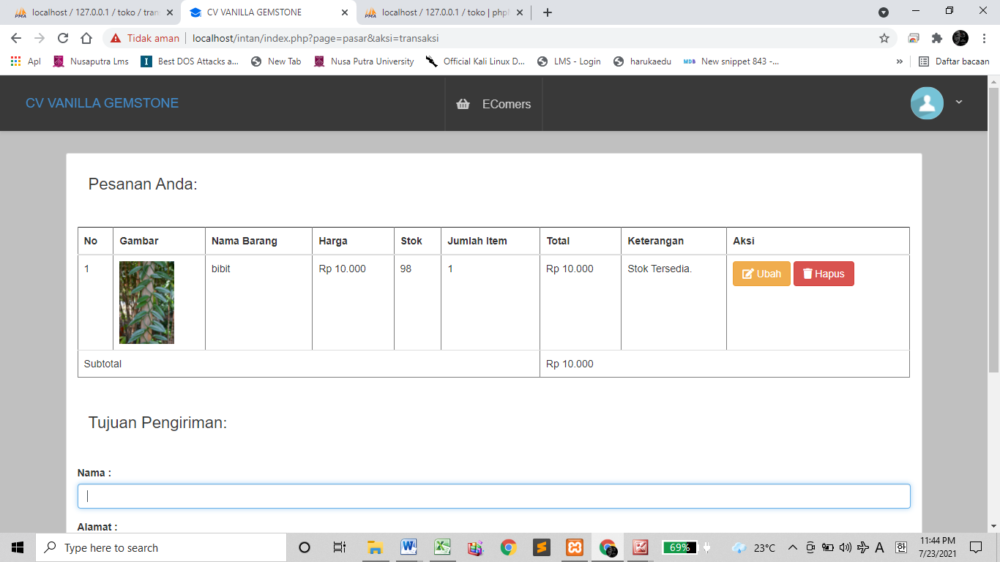 localhost / 127.0.0.1 / toko / tran
CV VANILLA GEMSTONE
localhost / 127.0.0.1 / toko | php
Tidak aman
localhost/intan/index.php?page=pasar&aksi=transaksi
Apl
Nusaputra Lms
Best DOS Attacks a...
New Tab
Nusa Putra University
Official Kali Linux D...
LMS - Login
harukaedu
New snippet 843 -...
»
Daftar bacaan
CV VANILLA GEMSTONE
EComers
Pesanan Anda:
No Gambar Nama Barang Harga Stok Jumlah Item Total Keterangan Aksi
1 bibit Rp 10.000 98 1 Rp 10.000 Stok Tersedia. Ubah Hapus
Subtotal Rp 10.000
Tujuan Pengiriman:
Nama :
Alamat :
Type here to search
69%
23°C
A
한
11:44 PM
7/23/2021